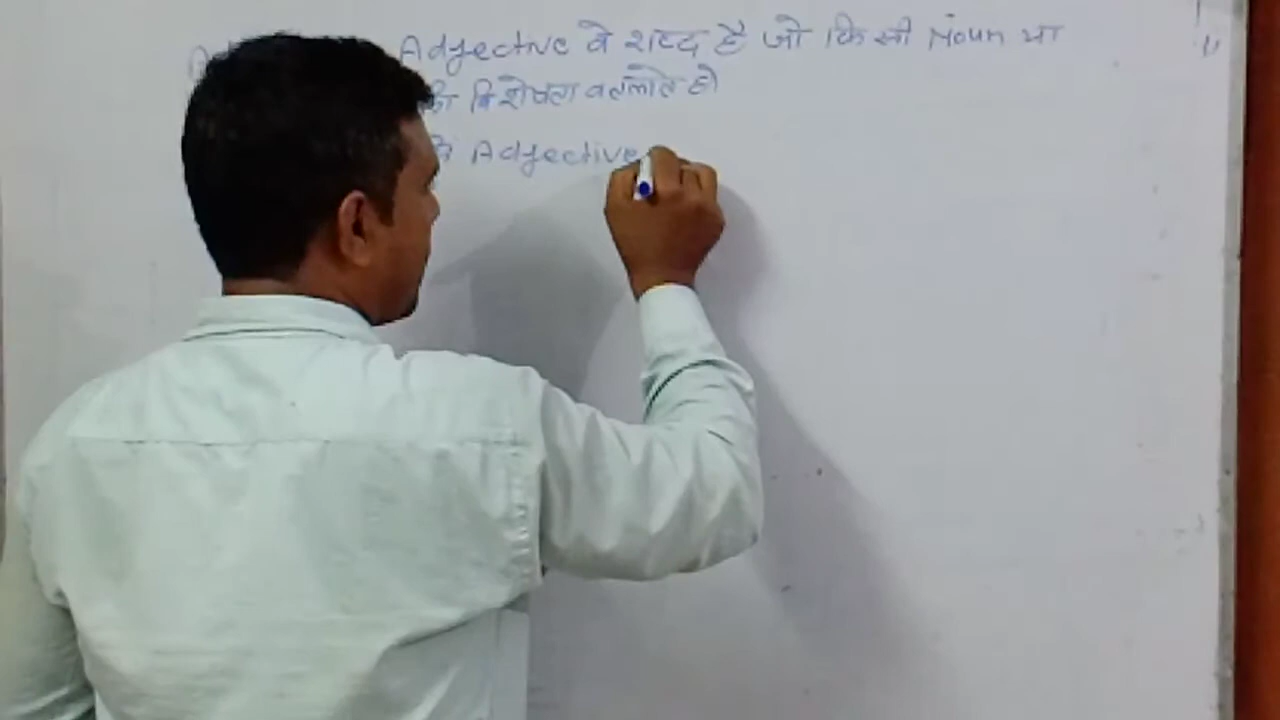 Adjective वे शब्द है जो किसी Noun या
की विशेषता बतलाते हो
Adjective